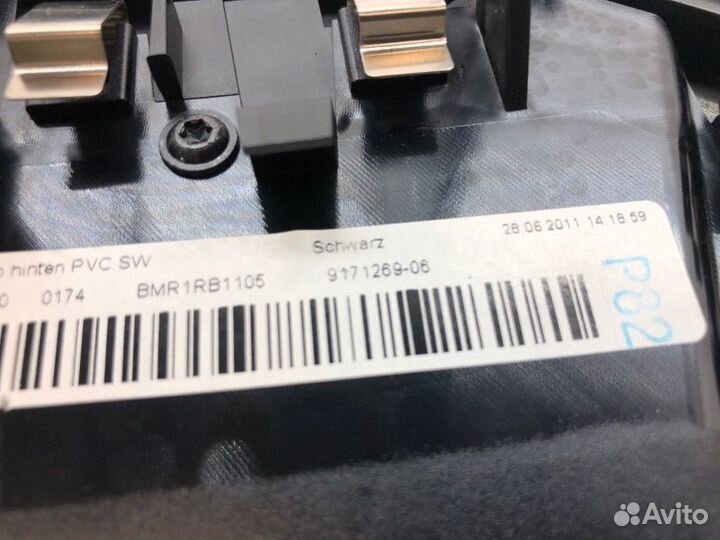 Schwarz 28.06.2011 14:18:59
hinten PVC SW
0174 BMR1RB1105 9171269-06
P82
Avito